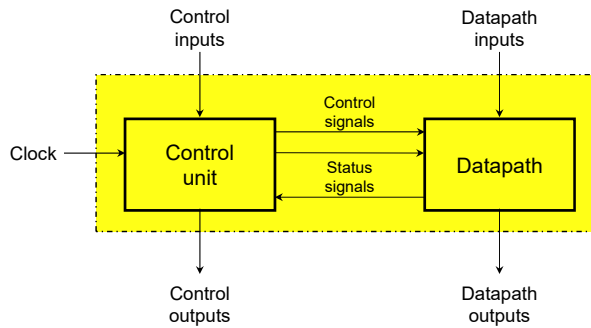 Control
inputs
Datapath
inputs
Control
signals
Clock
Control
unit
Status
signals
Datapath
Control
outputs
Datapath
outputs